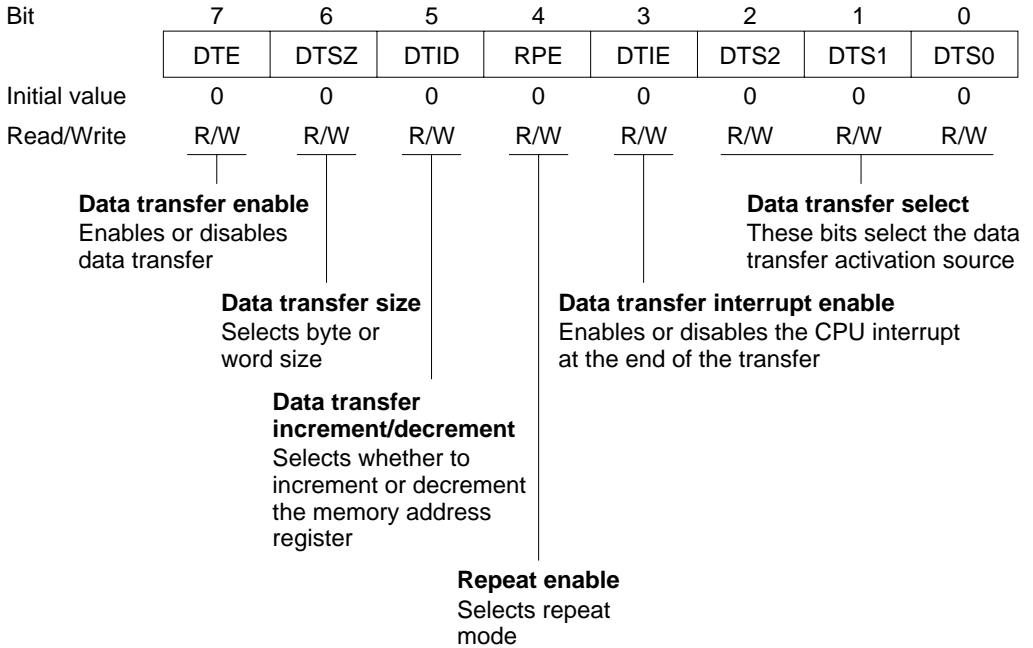 Bit 7 6 5 4 3 2 1 0
DTE DTSZ DTID RPE DTIE DTS2 DTS1 DTS0
Initial value 0 0 0 0 0 0 0 0
Read/Write R/W R/W R/W R/W R/W R/W R/W R/W
Data transfer enable
Enables or disables
data transfer
Data transfer select
These bits select the data
transfer activation source
Data transfer size
Selects byte or
word size
Data transfer interrupt enable
Enables or disables the CPU interrupt
at the end of the transfer
Data transfer
increment/decrement
Selects whether to
increment or decrement
the memory address
register
Repeat enable
Selects repeat
mode